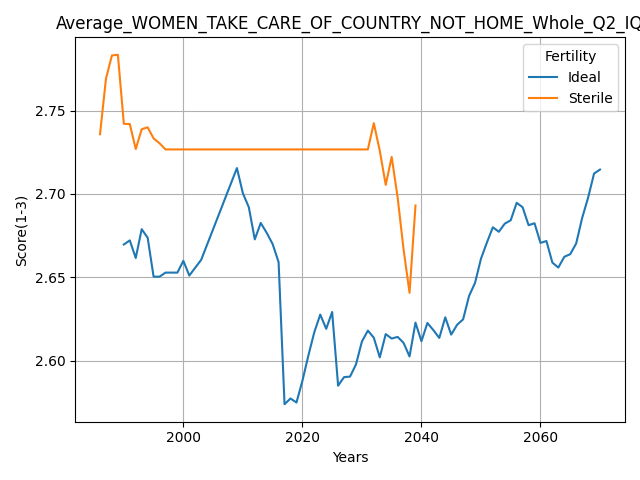 Average_WOMEN_TAKE_CARE_OF_COUNTRY_NOT_HOME_Whole_Q2_IQ
Fertility
Ideal
Sterile
Score(1-3)
2.75
2.70
2.65
2.60
2000 2020 2040 2060
Years